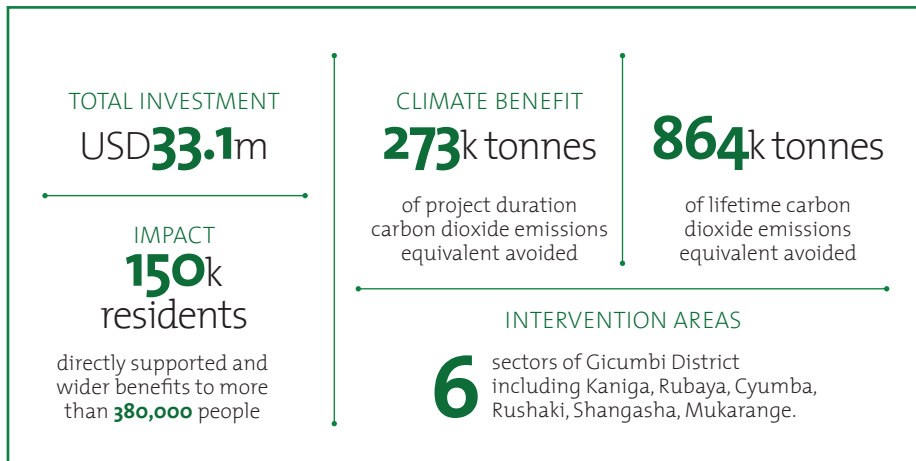 TOTAL INVESTMENT
USD33.1m
IMPACT
150k
residents
directly supported and
wider benefits to more
than 380,000 people
CLIMATE BENEFIT
273k tonnes
of project duration
carbon dioxide emissions
equivalent avoided
864k tonnes
of lifetime carbon
dioxide emissions
equivalent avoided
INTERVENTION AREAS
6
sectors of Gicumbi District
including Kaniga, Rubaya, Cyumba,
Rushaki, Shangasha, Mukarange.